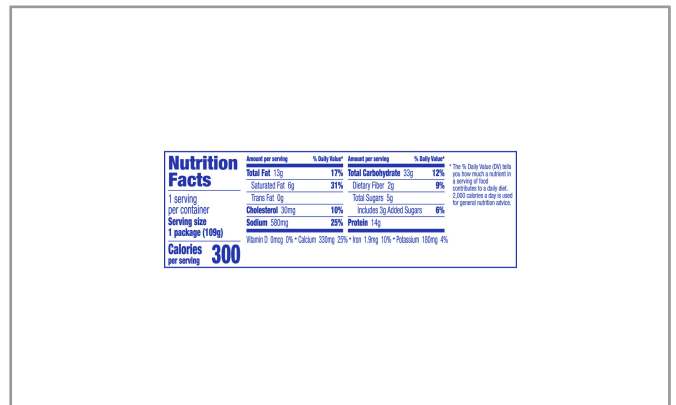 Nutrition
Facts
1 serving
per container
Serving size
1 package (109g)
Calories
per serving 300
Amount per serving % Daily Value*
Total Fat 13g 17%
Saturated Fat 6g 31%
Trans Fat 0g
Cholesterol 30mg 10%
Sodium 580mg 25%
Amount per serving % Daily Value*
Total Carbohydrate 33g 12%
Dietary Fiber 2g 9%
Total Sugars 5g
Includes 3g Added Sugars 6%
Protein 14g
Vitamin D 0mcg 0% • Calcium 330mg 25% • Iron 1.9mg 10% • Potassium 180mg 4%
* The % Daily Value (DV) tells
you how much a nutrient in
a serving of food
contributes to a daily diet.
2,000 calories a day is used
for general nutrition advice.